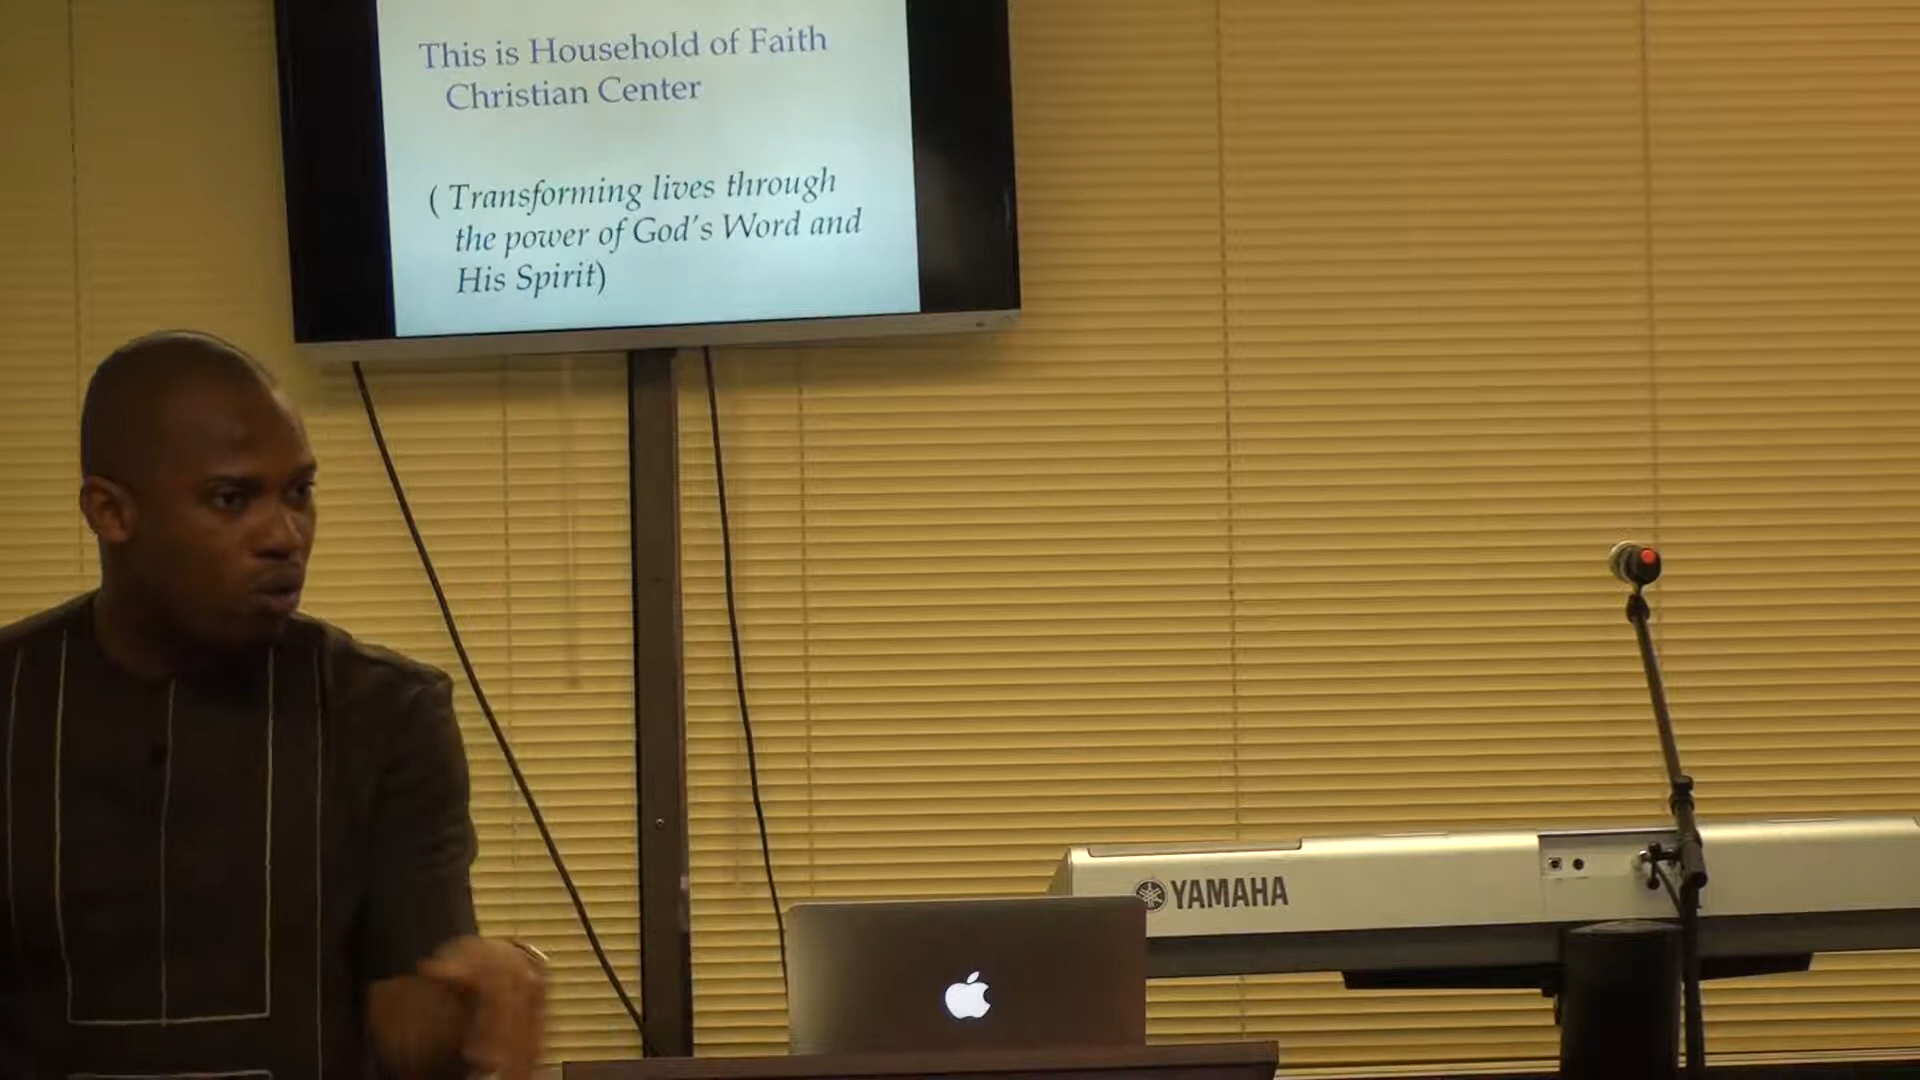 This is Household of Faith
Christian Center
( Transforming lives through
the power of God's Word and
His Spirit)
YAMAHA